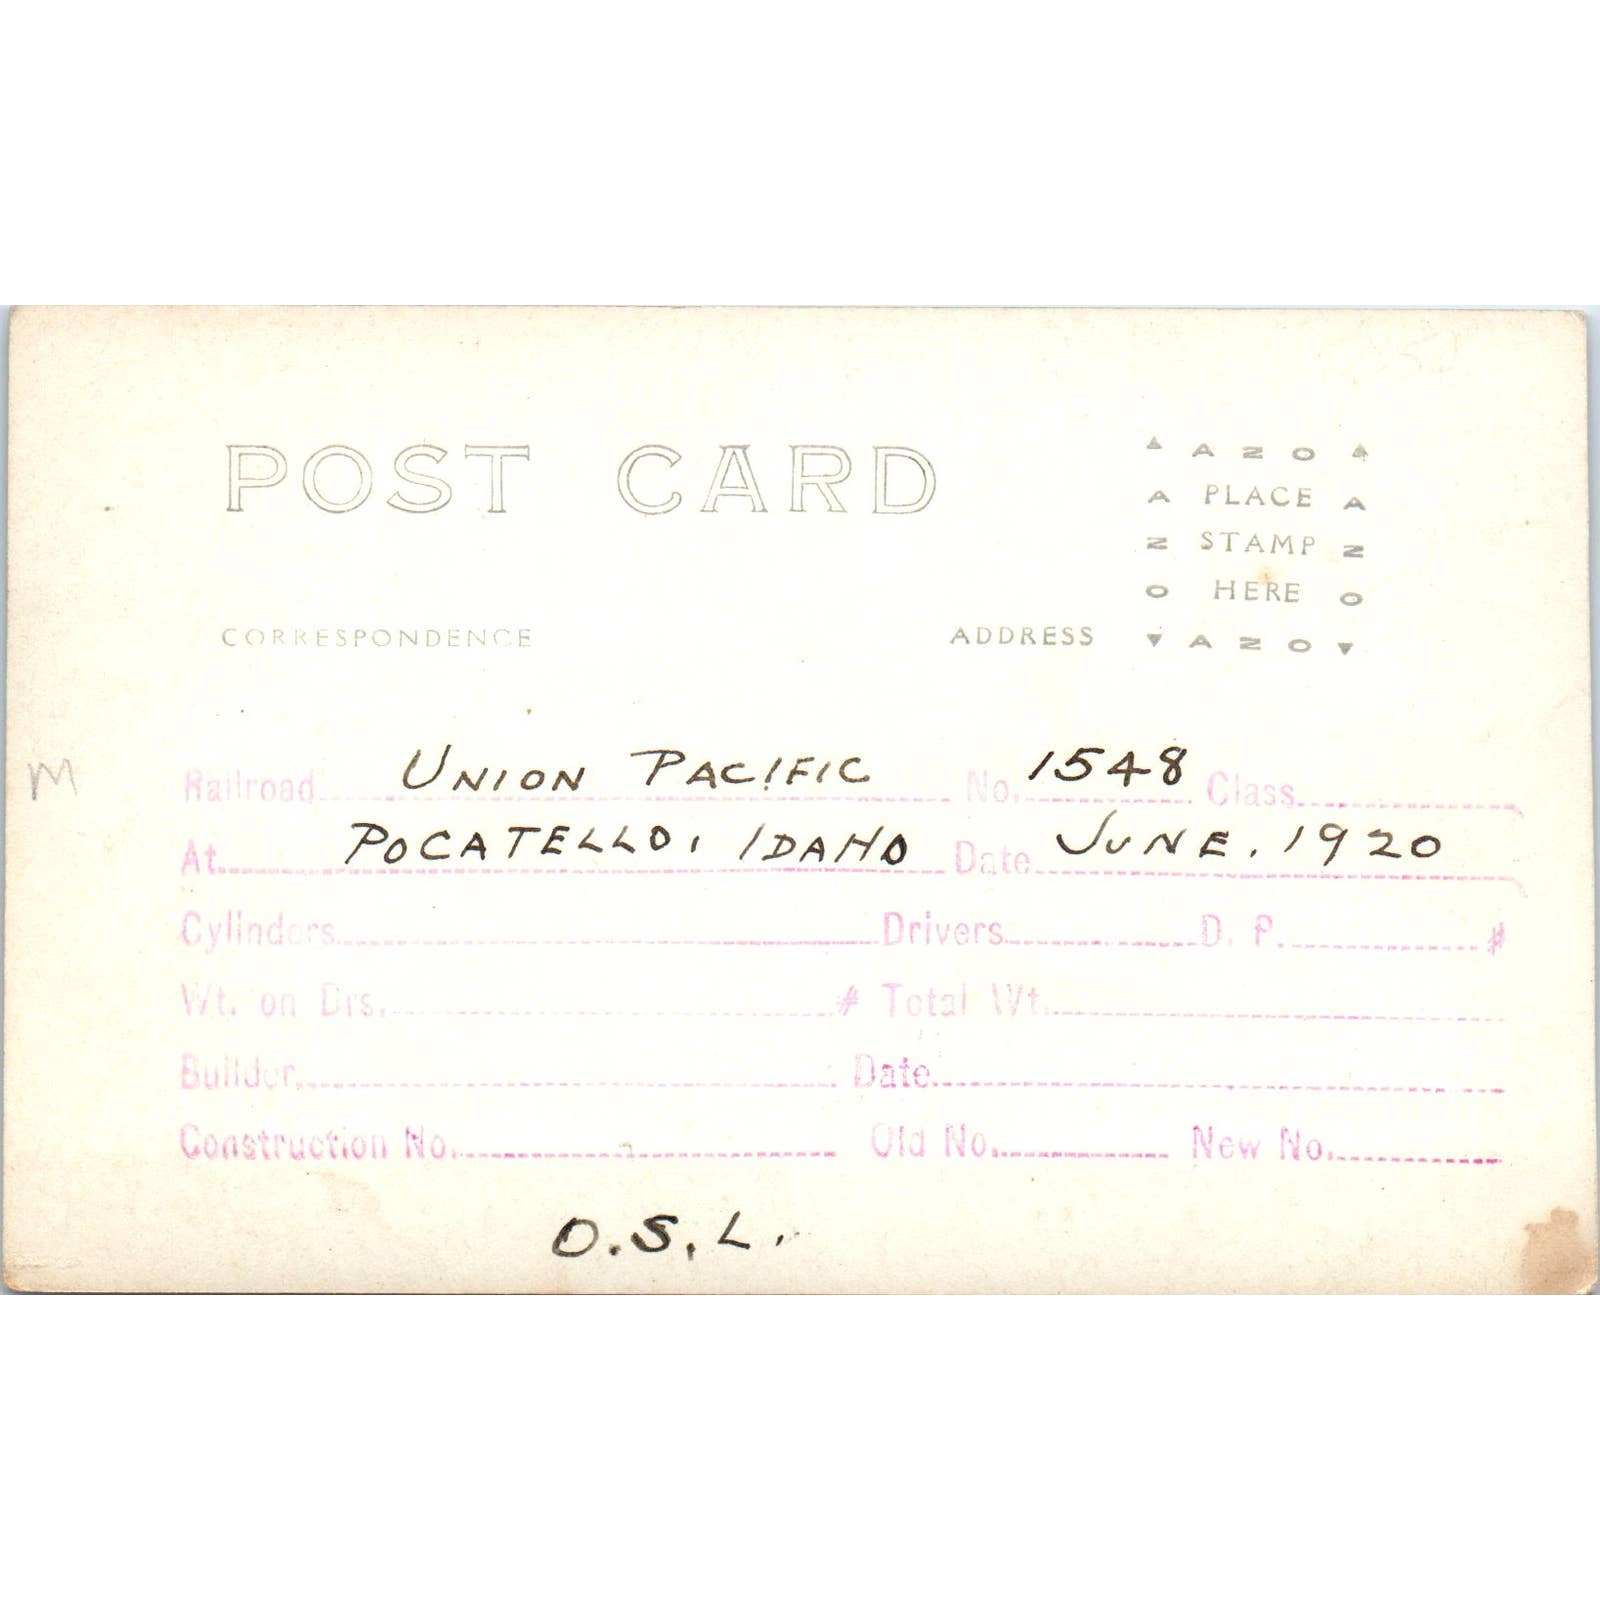 POST CARD
▲ AZO ▲
AZO PLACE STAMP HERE AZO
▼ AZO ▼
CORRESPONDENCE
ADDRESS
M
Railroad UNION PACIFIC No. 1548 Class
At POCATELLO, IDAHO Date JUNE. 1920
Cylinders Drivers D. P. #
Wt. on Drs. # Total Wt.
Builder Date
Construction No. Old No. New No.
O.S.L.